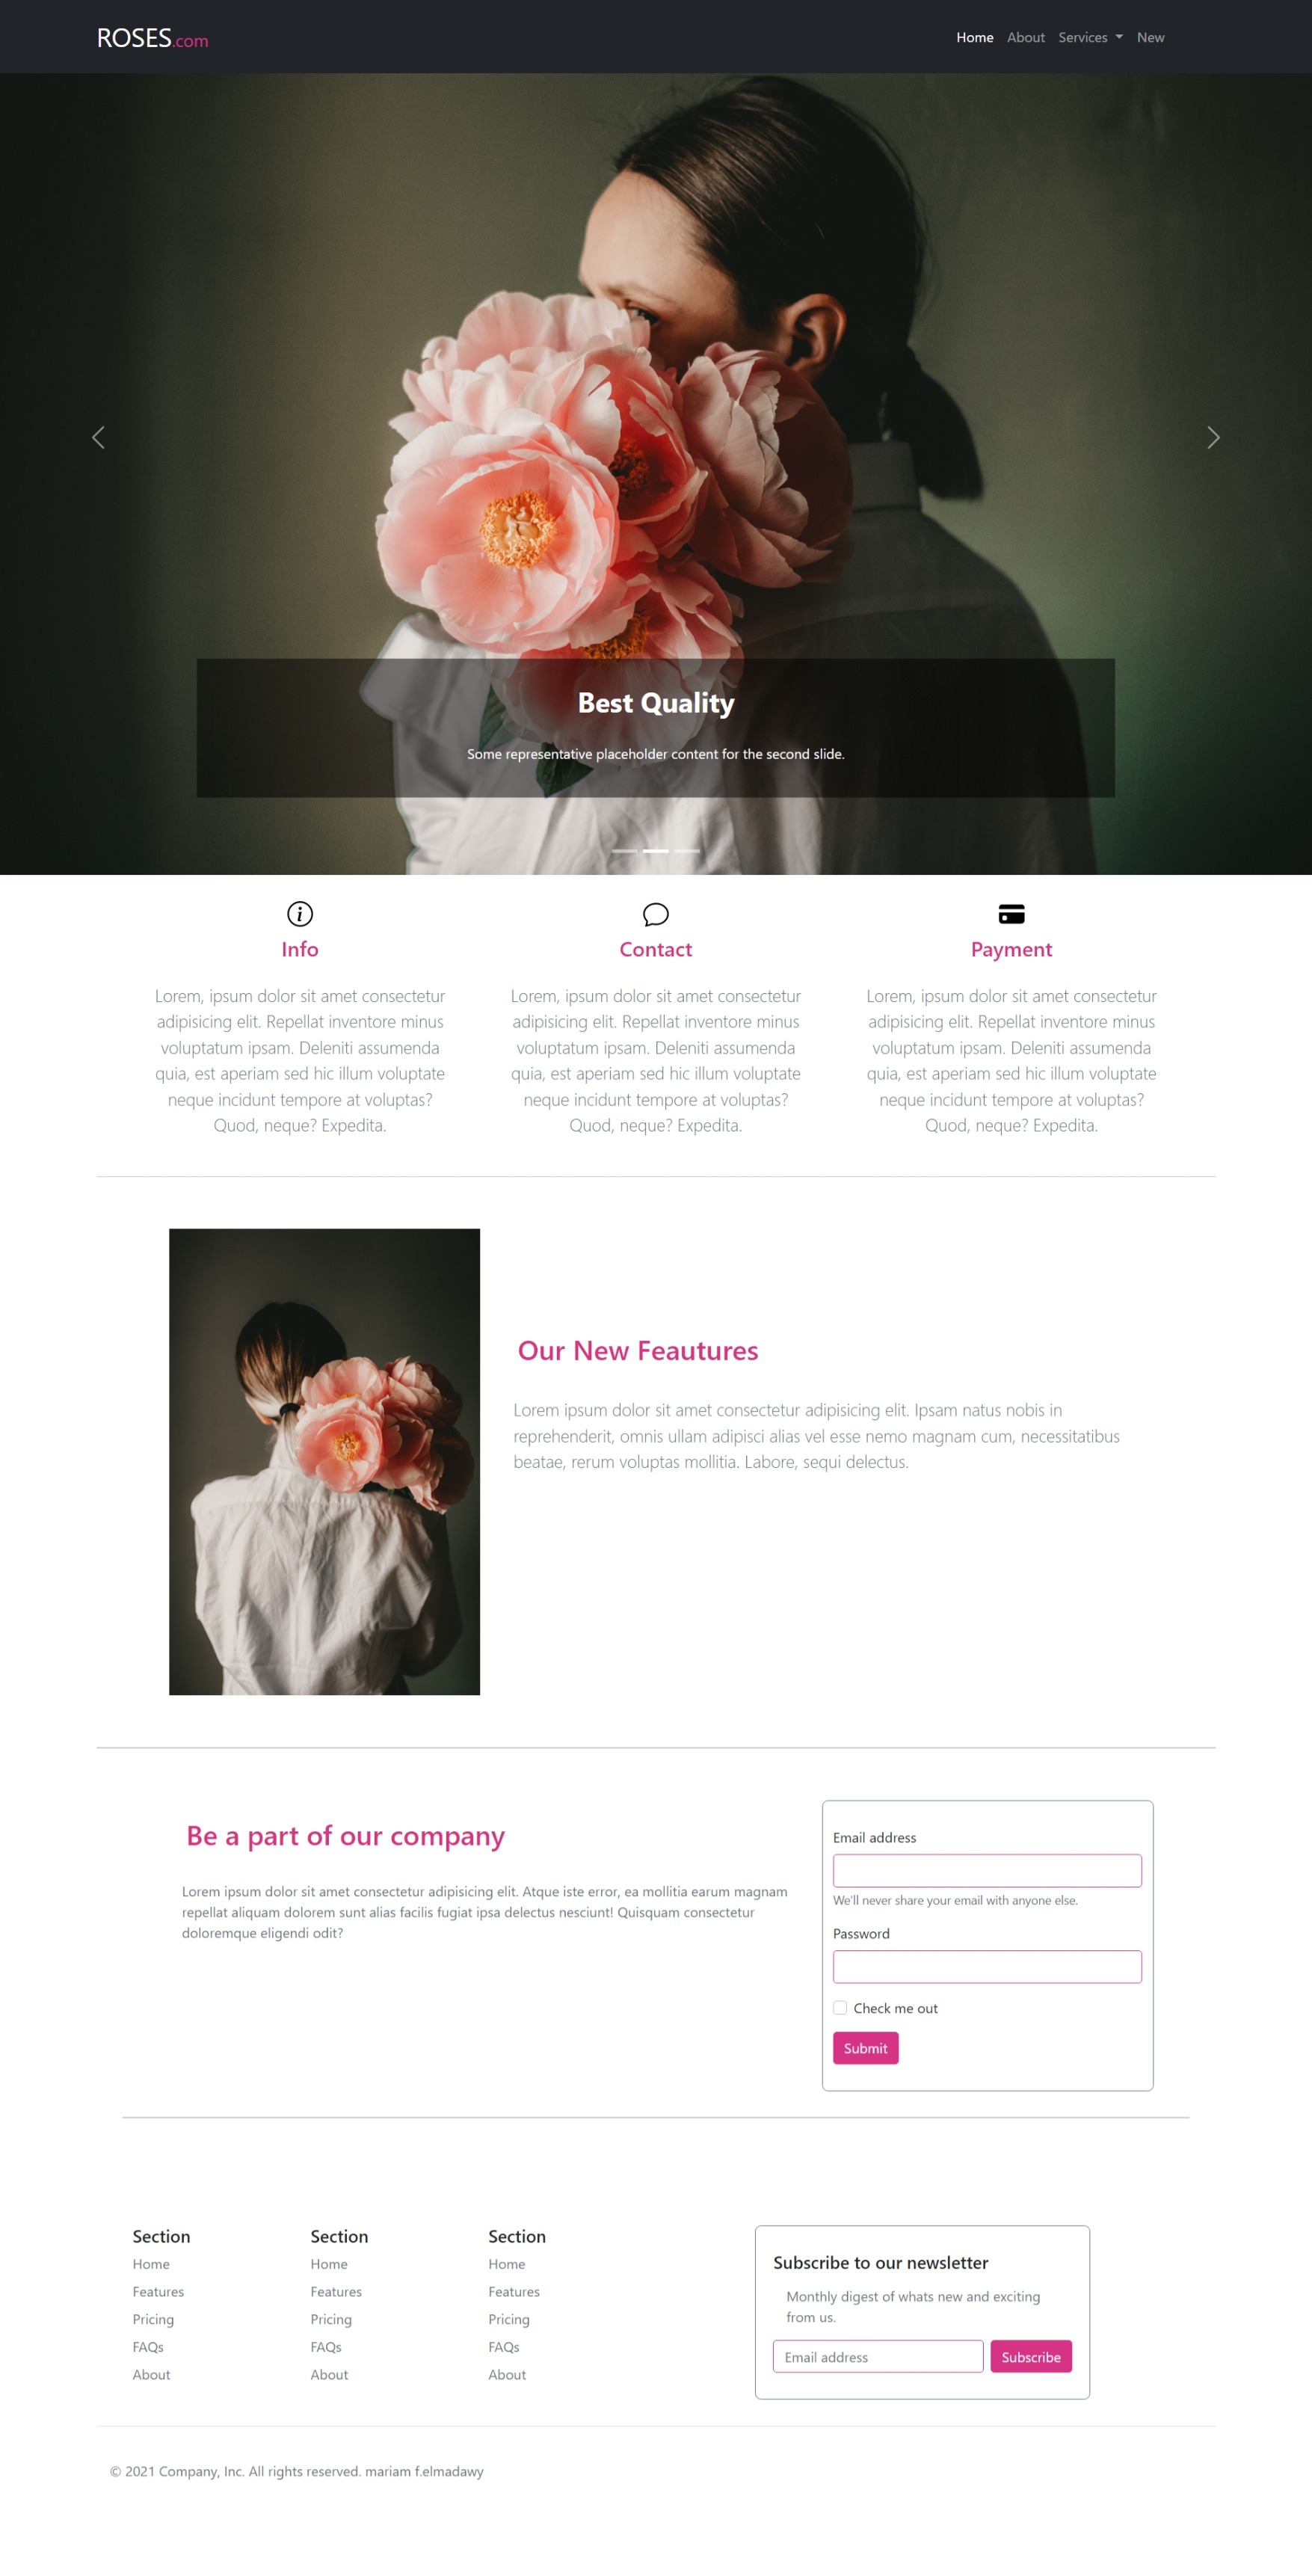 ROSES.com
Home About Services New
Best Quality
Some representative placeholder content for the second slide.
Info
Lorem, ipsum dolor sit amet consectetur
adipisicing elit. Repellat inventore minus
voluptatum ipsam. Deleniti assumenda
quia, est aperiam sed hic illum voluptate
neque incidunt tempore at voluptas?
Quod, neque? Expedita.
Contact
Lorem, ipsum dolor sit amet consectetur
adipisicing elit. Repellat inventore minus
voluptatum ipsam. Deleniti assumenda
quia, est aperiam sed hic illum voluptate
neque incidunt tempore at voluptas?
Quod, neque? Expedita.
Payment
Lorem, ipsum dolor sit amet consectetur
adipisicing elit. Repellat inventore minus
voluptatum ipsam. Deleniti assumenda
quia, est aperiam sed hic illum voluptate
neque incidunt tempore at voluptas?
Quod, neque? Expedita.
Our New Feautures
Lorem ipsum dolor sit amet consectetur adipisicing elit. Ipsam natus nobis in
reprehenderit, omnis ullam adipisci alias vel esse nemo magnam cum, necessitatibus
beatae, rerum voluptas mollitia. Labore, sequi delectus.
Be a part of our company
Lorem ipsum dolor sit amet consectetur adipisicing elit. Atque iste error, ea mollitia earum magnam
repellat aliquam dolorem sunt alias facilis fugiat ipsa delectus nesciunt! Quisquam consectetur
doloremque eligendi odit?
Email address
We'll never share your email with anyone else.
Password
Check me out
Submit
Section
Home
Features
Pricing
FAQs
About
Section
Home
Features
Pricing
FAQs
About
Section
Home
Features
Pricing
FAQs
About
Subscribe to our newsletter
Monthly digest of whats new and exciting
from us.
Email address
Subscribe
© 2021 Company, Inc. All rights reserved. mariam f.elmadawy